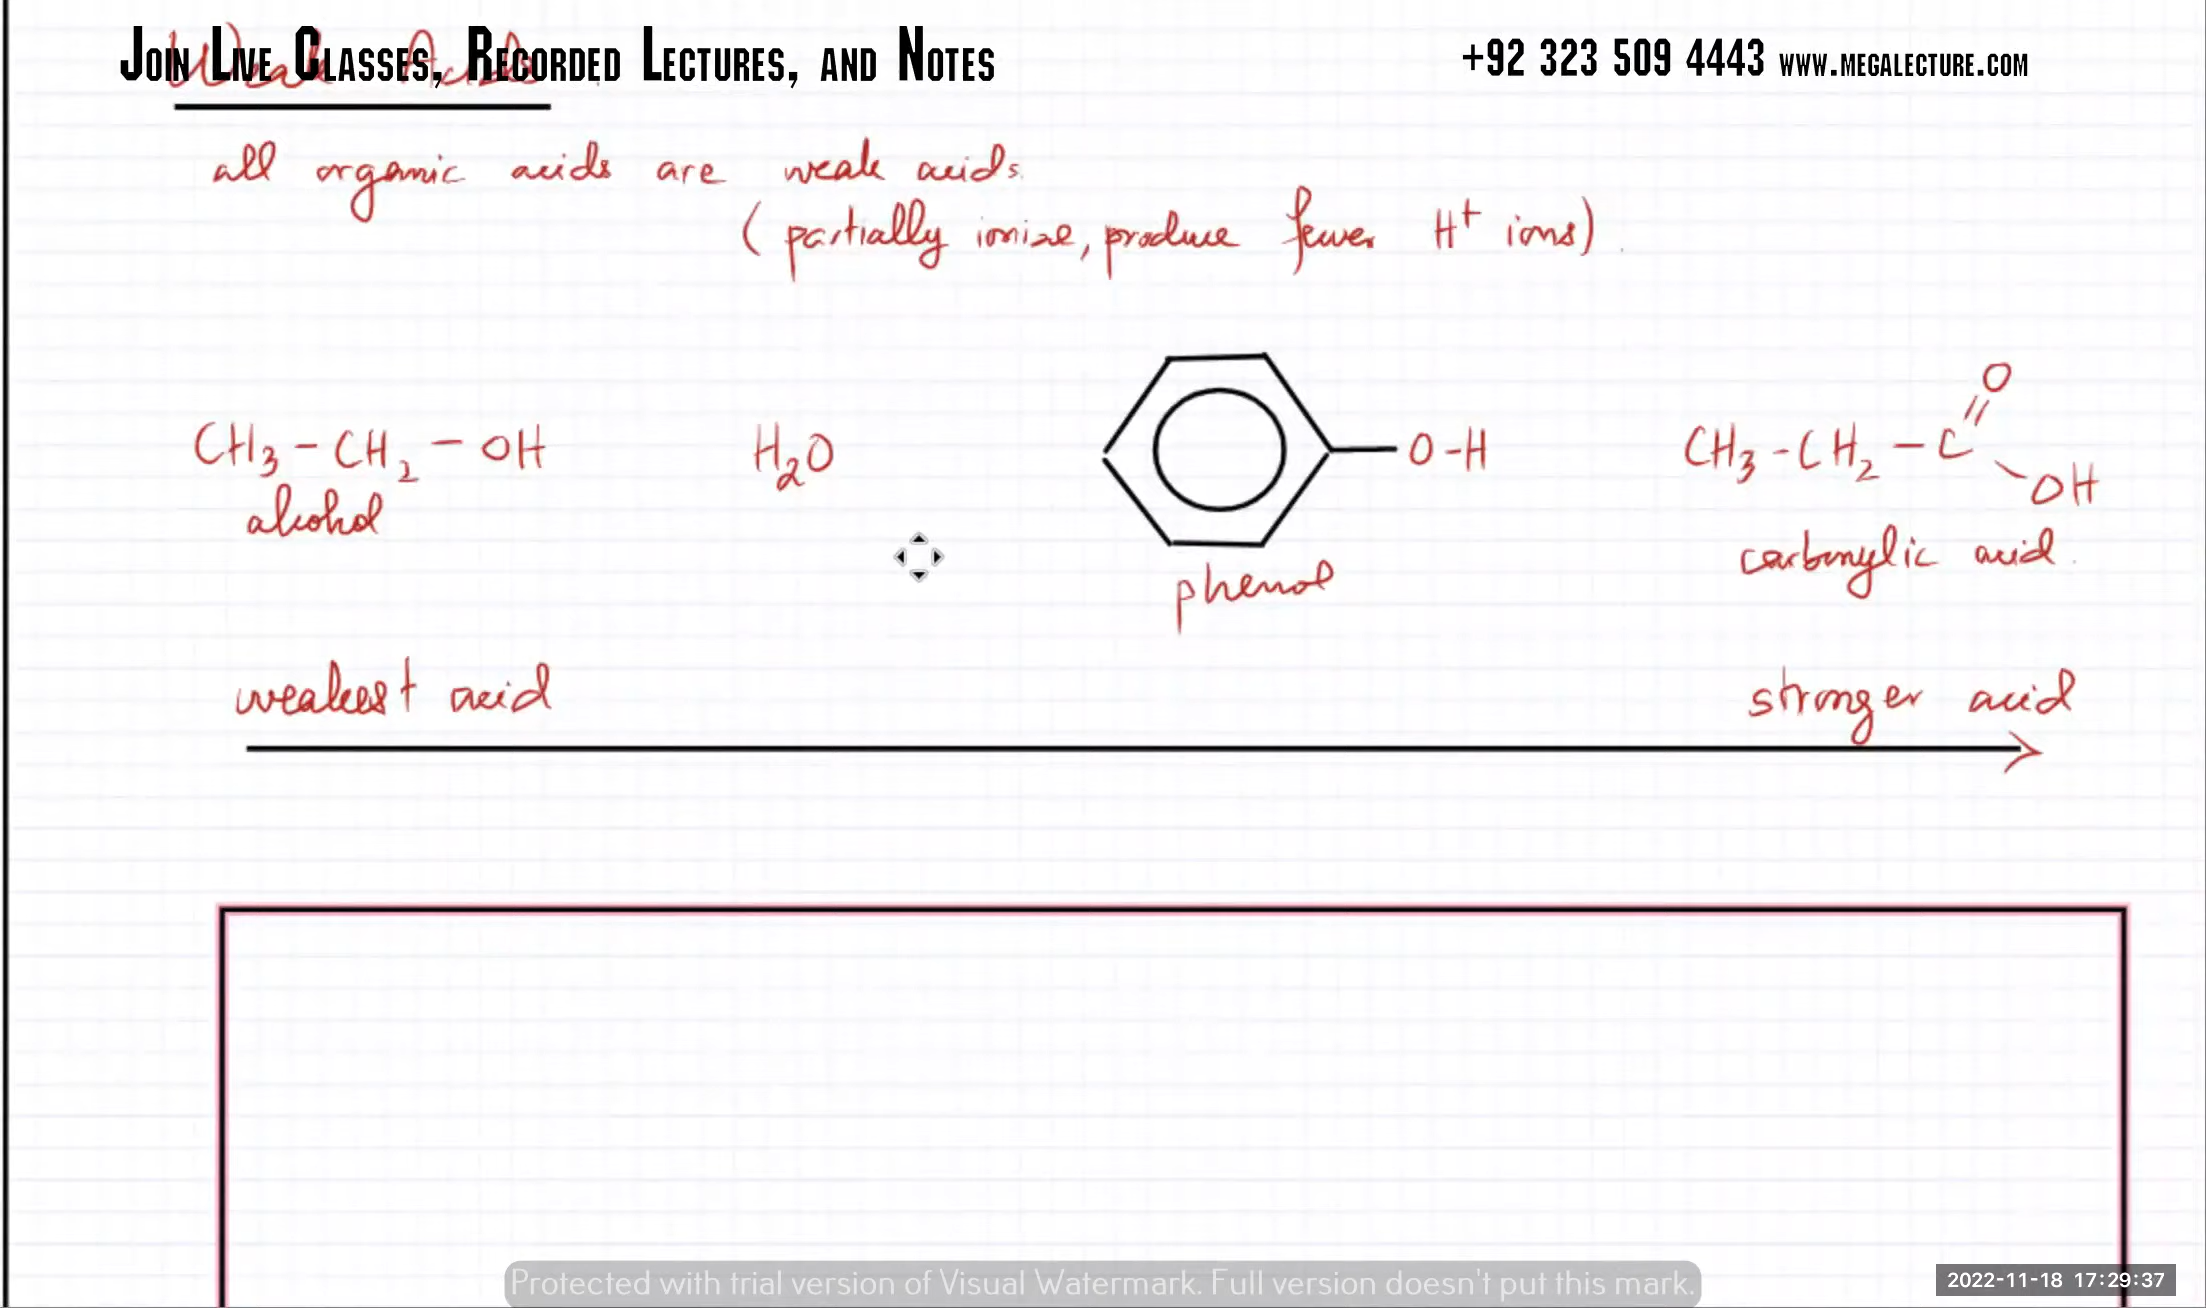 JOIN LIVE CLASSES, RECORDED LECTURES, AND NOTES
+92 323 509 4443 WWW.MEGALECTURE.COM
Weak Acids
all organic acids are weak acids.
(partially ionize, produce fewer H⁺ ions)
CH₃-CH₂-OH
alcohol
H₂O
O-H
phenol
O
CH₃-CH₂-C
OH
carboxylic acid.
weakest acid
stronger acid
Protected with trial version of Visual Watermark. Full version doesn't put this mark.
2022-11-18 17:29:37